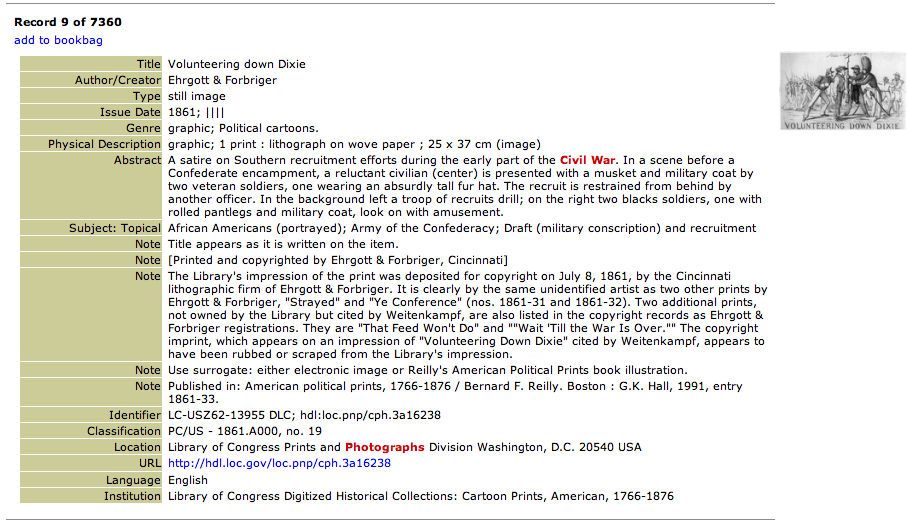 Record 9 of 7360
add to bookbag
Title Volunteering down Dixie
Author/Creator Ehrgott & Forbriger
Type still image
Issue Date 1861; ||||
Genre graphic; Political cartoons.
Physical Description graphic; 1 print : lithograph on wove paper ; 25 x 37 cm (image)
Abstract A satire on Southern recruitment efforts during the early part of the Civil War. In a scene before a
Confederate encampment, a reluctant civilian (center) is presented with a musket and military coat by
two veteran soldiers, one wearing an absurdly tall fur hat. The recruit is restrained from behind by
another officer. In the background left a troop of recruits drill; on the right two blacks soldiers, one with
rolled pantlegs and military coat, look on with amusement.
Subject: Topical African Americans (portrayed); Army of the Confederacy; Draft (military conscription) and recruitment
Note Title appears as it is written on the item.
Note [Printed and copyrighted by Ehrgott & Forbriger, Cincinnati]
Note The Library's impression of the print was deposited for copyright on July 8, 1861, by the Cincinnati
lithographic firm of Ehrgott & Forbriger. It is clearly by the same unidentified artist as two other prints by
Ehrgott & Forbriger, "Strayed" and "Ye Conference" (nos. 1861-31 and 1861-32). Two additional prints,
not owned by the Library but cited by Weitenkampf, are also listed in the copyright records as Ehrgott &
Forbriger registrations. They are "That Feed Won't Do" and ""Wait 'Till the War Is Over."" The copyright
imprint, which appears on an impression of "Volunteering Down Dixie" cited by Weitenkampf, appears to
have been rubbed or scraped from the Library's impression.
Note Use surrogate: either electronic image or Reilly's American Political Prints book illustration.
Note Published in: American political prints, 1766-1876 / Bernard F. Reilly. Boston : G.K. Hall, 1991, entry
1861-33.
Identifier LC-USZ62-13955 DLC; hdl:loc.pnp/cph.3a16238
Classification PC/US - 1861.A000, no. 19
Location Library of Congress Prints and Photographs Division Washington, D.C. 20540 USA
URL http://hdl.loc.gov/loc.pnp/cph.3a16238
Language English
Institution Library of Congress Digitized Historical Collections: Cartoon Prints, American, 1766-1876
VOLUNTEERING DOWN DIXIE